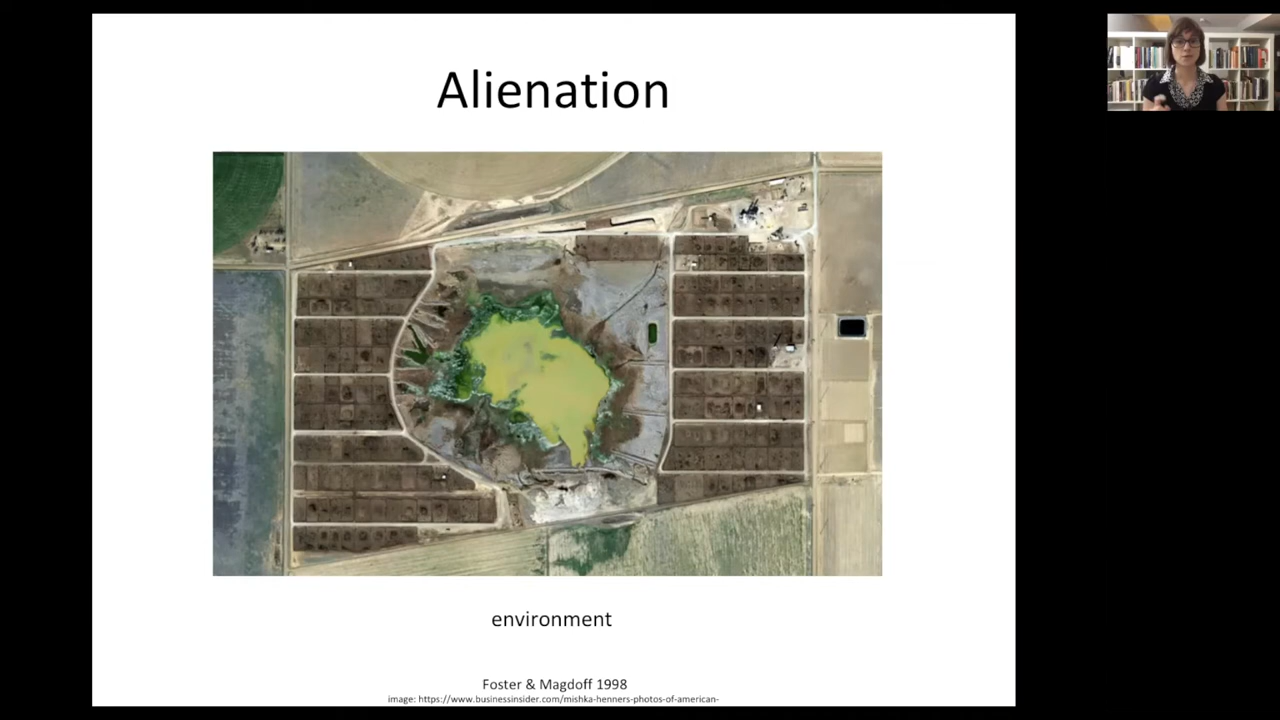 Alienation
environment
Foster & Magdoff 1998
image: https://www.businessinsider.com/mishka-henners-photos-of-american-